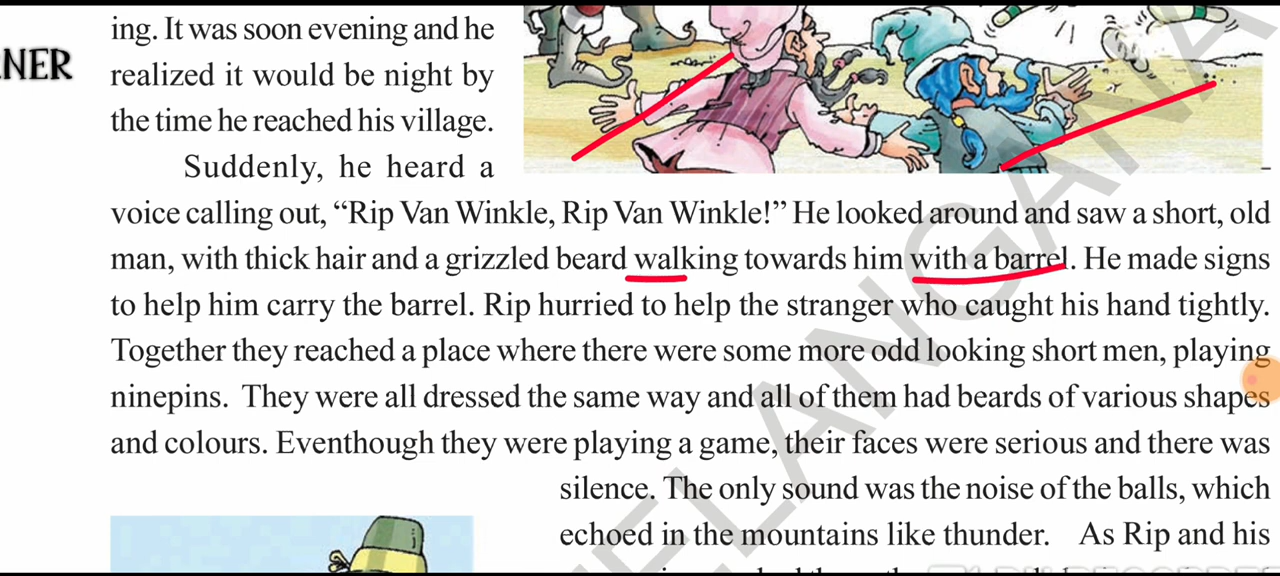 NER
ing. It was soon evening and he
realized it would be night by
the time he reached his village.
Suddenly, he heard a
voice calling out, “Rip Van Winkle, Rip Van Winkle!” He looked around and saw a short, old
man, with thick hair and a grizzled beard walking towards him with a barrel. He made signs
to help him carry the barrel. Rip hurried to help the stranger who caught his hand tightly.
Together they reached a place where there were some more odd looking short men, playing
ninepins. They were all dressed the same way and all of them had beards of various shapes
and colours. Eventhough they were playing a game, their faces were serious and there was
silence. The only sound was the noise of the balls, which
echoed in the mountains like thunder. As Rip and his
ELANGANA